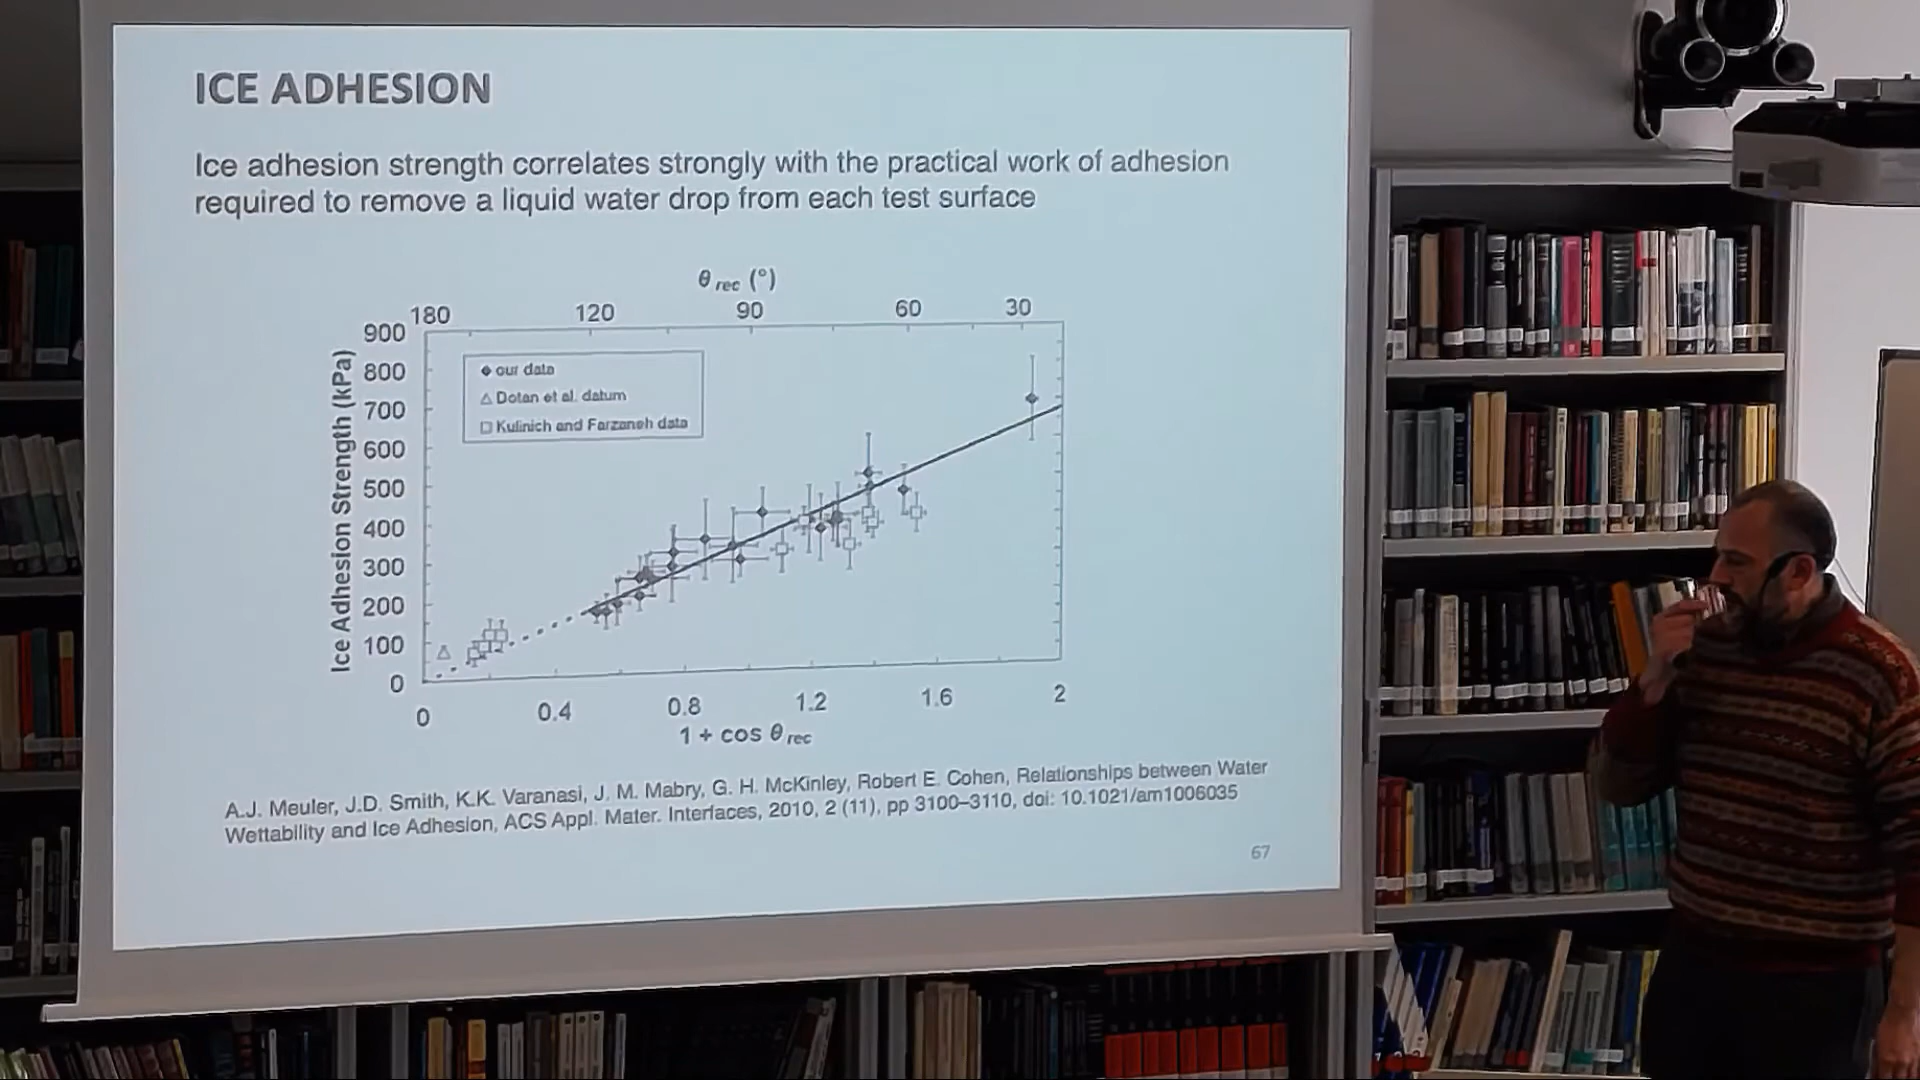 ICE ADHESION
Ice adhesion strength correlates strongly with the practical work of adhesion
required to remove a liquid water drop from each test surface
θ rec (°)
180 120 90 60 30
900
800
700
600
500
400
300
200
100
0
Ice Adhesion Strength (kPa)
our data
Dotan et al. datum
Kulinich and Farzaneh data
0 0.4 0.8 1.2 1.6 2
1 + cos θ rec
A.J. Meuler, J.D. Smith, K.K. Varanasi, J. M. Mabry, G. H. McKinley, Robert E. Cohen, Relationships between Water
Wettability and Ice Adhesion, ACS Appl. Mater. Interfaces, 2010, 2 (11), pp 3100–3110, doi: 10.1021/am1006035
67